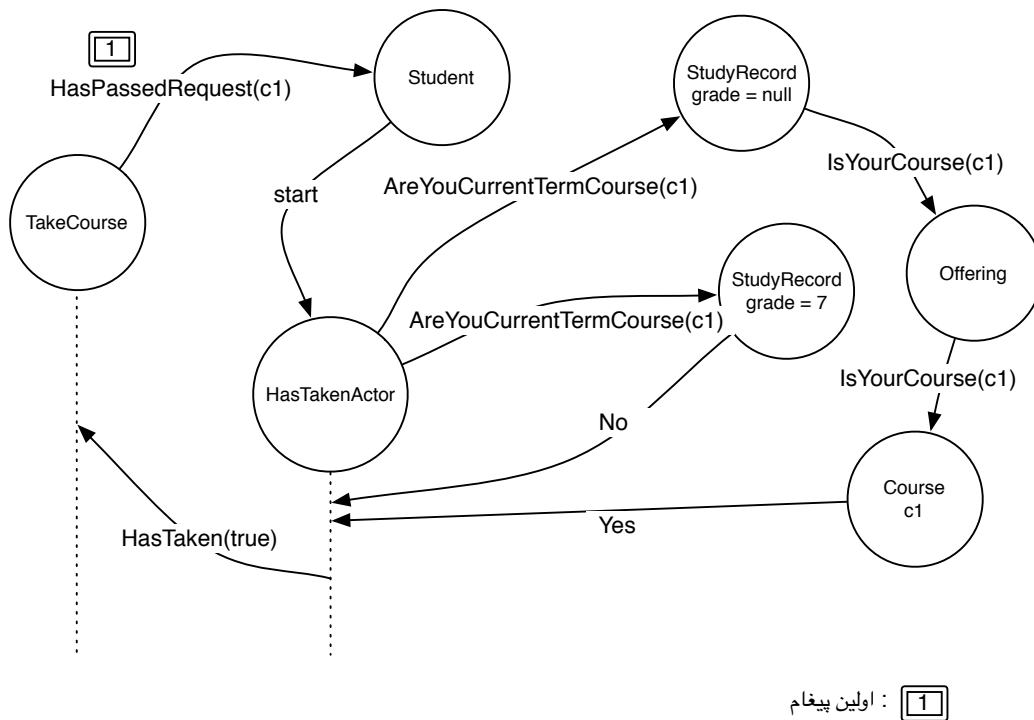 1
HasPassedRequest(c1)
Student
StudyRecord
grade = null
IsYourCourse(c1)
AreYouCurrentTermCourse(c1)
start
TakeCourse
Offering
StudyRecord
grade = 7
AreYouCurrentTermCourse(c1)
HasTakenActor
IsYourCourse(c1)
No
Course
c1
Yes
HasTaken(true)
1 : اولین پیغام